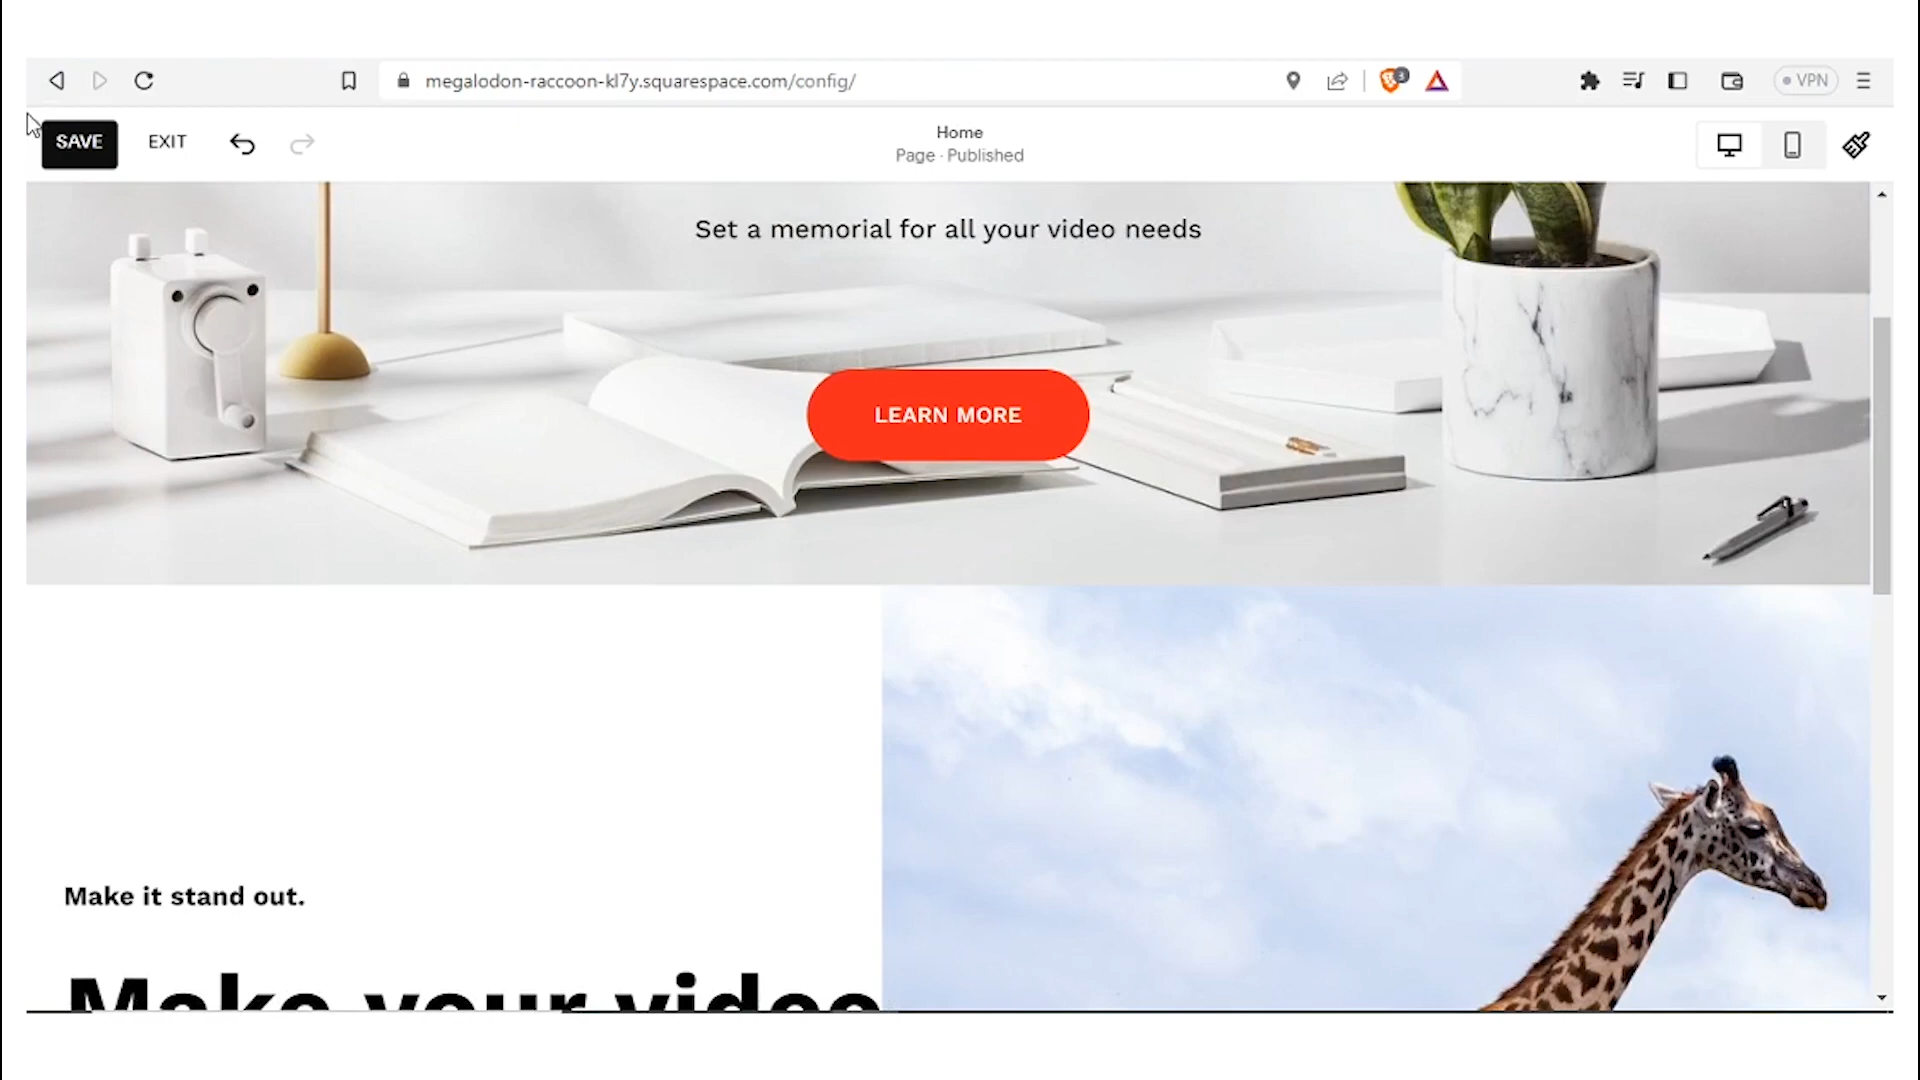 megalodon-raccoon-kl7y.squarespace.com/config/
3
VPN
SAVE
EXIT
Home
Page · Published
Set a memorial for all your video needs
LEARN MORE
Make it stand out.
Make your video